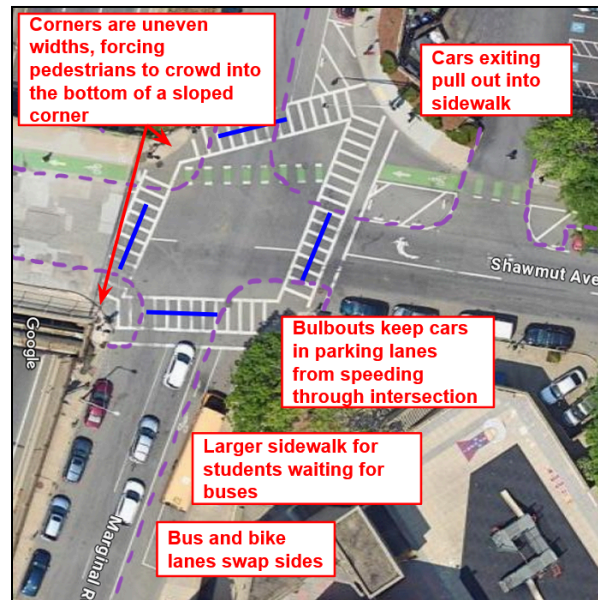 Corners are uneven
widths, forcing
pedestrians to crowd into
the bottom of a sloped
corner
Cars exiting
pull out into
sidewalk
Shawmut Ave
Google
Bulbouts keep cars
in parking lanes
from speeding
through intersection
Larger sidewalk for
students waiting for
buses
Marginal R
Bus and bike
lanes swap sides